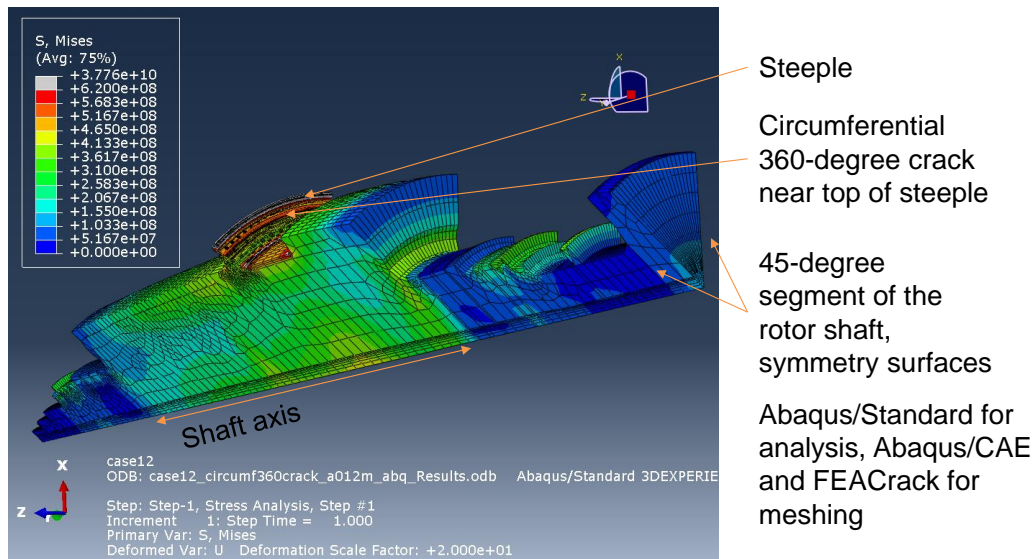 S, Mises
(Avg: 75%)
+3.776e+10
+6.200e+08
+5.683e+08
+5.167e+08
+4.650e+08
+4.133e+08
+3.617e+08
+3.100e+08
+2.583e+08
+2.067e+08
+1.550e+08
+1.033e+08
+5.167e+07
+0.000e+00
X
Z
Steeple
Circumferential
360-degree crack
near top of steeple
45-degree
segment of the
rotor shaft,
symmetry surfaces
Abaqus/Standard for
analysis, Abaqus/CAE
and FEACrack for
meshing
Shaft axis
X
Z
case12
ODB: case12_circumf360crack_a012m_abq_Results.odb Abaqus/Standard 3DEXPERIE
Step: Step-1, Stress Analysis, Step #1
Increment 1: Step Time = 1.000
Primary Var: S, Mises
Deformed Var: U Deformation Scale Factor: +2.000e+01